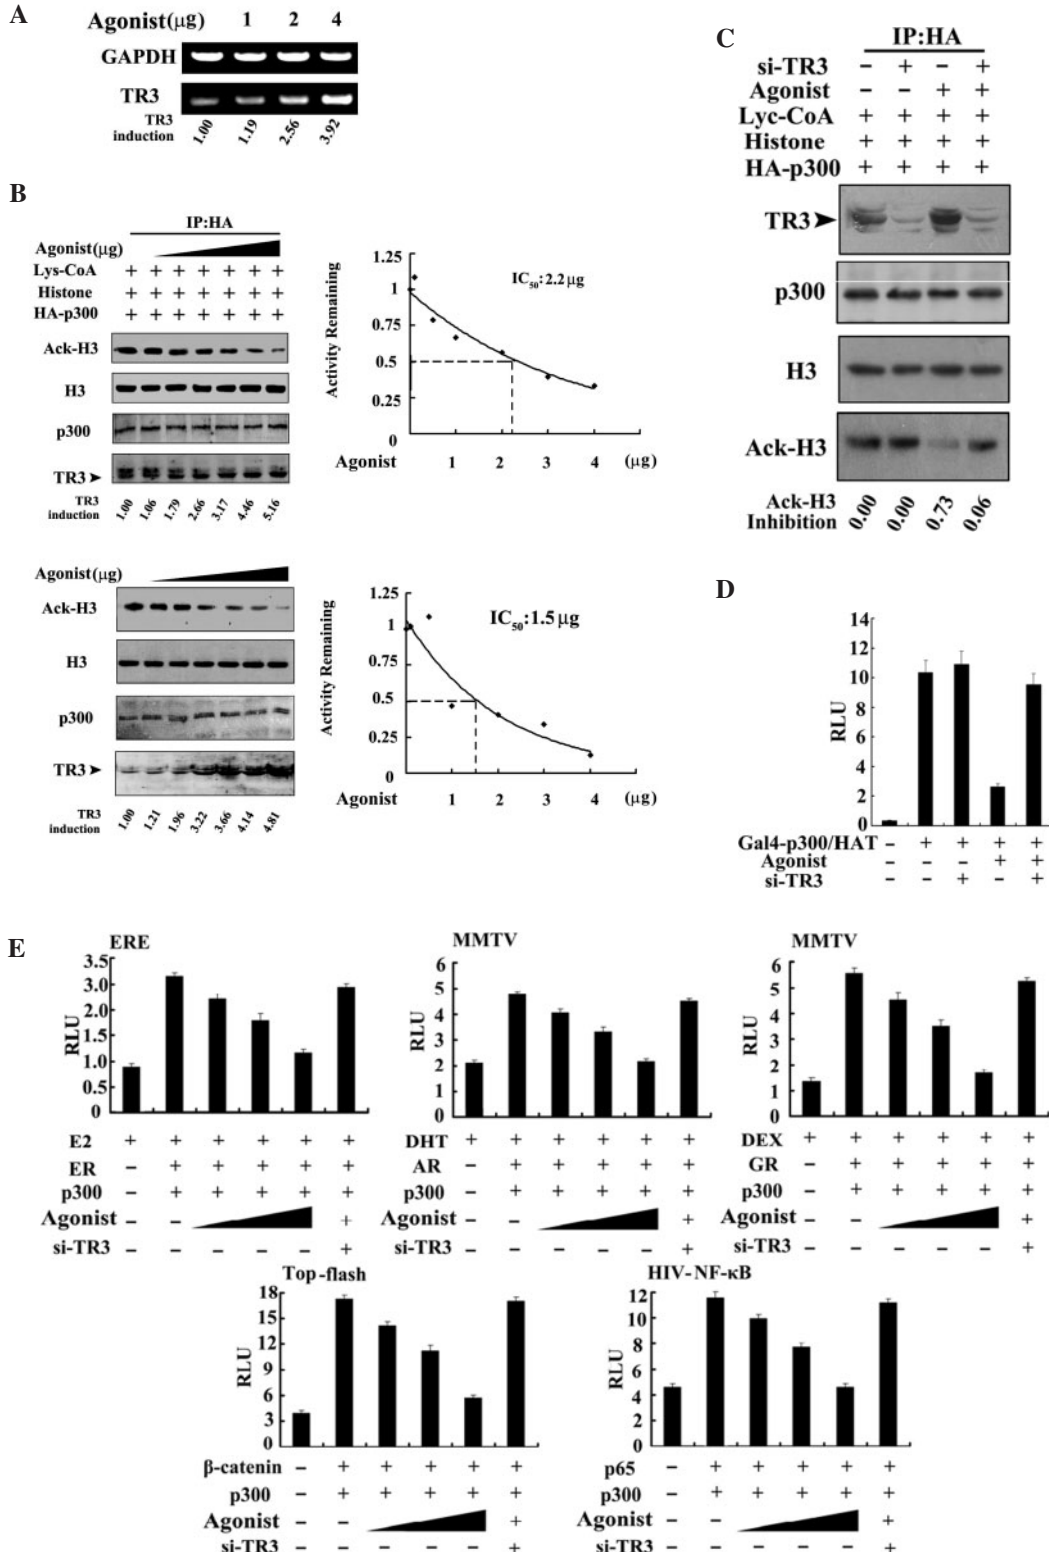 A
Agonist(μg) 1 2 4
GAPDH
TR3
TR3 induction 1.00 1.19 2.56 3.92
B
IP:HA
Agonist(μg)
Lys-CoA + + + + + + +
Histone + + + + + + +
HA-p300 + + + + + + +
Ack-H3
H3
p300
TR3
TR3 induction 1.00 1.06 1.79 2.66 3.17 4.46 5.16
Activity Remaining
1.25
1
0.75
0.5
0.25
0
IC50:2.2 μg
Agonist 1 2 3 4 (μg)
Agonist(μg)
Ack-H3
H3
p300
TR3
TR3 induction 1.00 1.21 1.96 3.22 3.66 4.14 4.81
Activity Remaining
1.25
1
0.75
0.5
0.25
0
IC50:1.5 μg
Agonist 1 2 3 4 (μg)
C
IP:HA
si-TR3 − + − +
Agonist − − + +
Lyc-CoA + + + +
Histone + + + +
HA-p300 + + + +
TR3
p300
H3
Ack-H3
Ack-H3 Inhibition 0.00 0.00 0.73 0.06
D
RLU
14
12
10
8
6
4
2
0
Gal4-p300/HAT − + + + +
Agonist − − − + +
si-TR3 − − + − +
E
ERE
RLU
3.5
3.0
2.0
1.5
1.0
0.5
0
E2 + + + + + +
ER − + + + + +
p300 − + + + + +
Agonist − − +
si-TR3 − − − − − +
MMTV
RLU
6
5
4
3
2
1
0
DHT + + + + + +
AR − + + + + +
p300 − + + + + +
Agonist − − +
si-TR3 − − − − − +
MMTV
RLU
6
5
4
3
2
1
0
DEX + + + + + +
GR − + + + + +
p300 − + + + + +
Agonist − − +
si-TR3 − − − − − +
Top-flash
RLU
18
15
12
9
6
3
0
β-catenin − + + + + +
p300 − + + + + +
Agonist − − +
si-TR3 − − − − − +
HIV-NF-κB
RLU
12
10
8
6
4
2
0
p65 − + + + + +
p300 − + + + + +
Agonist − − +
si-TR3 − − − − − +